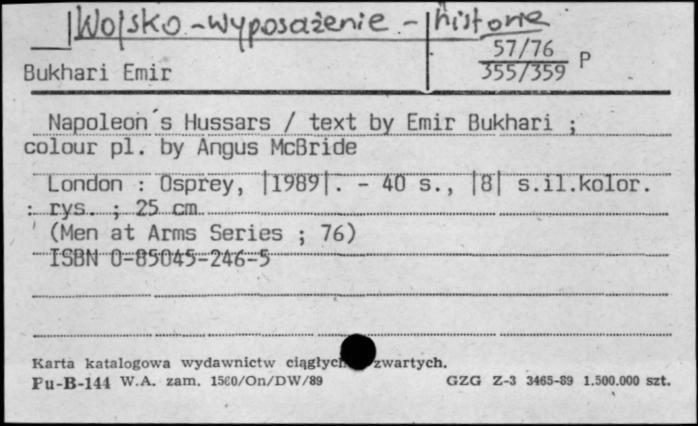 Wojsko - wyposażenie - historia
57/76
Bukhari Emir 355/359 P
Napoleon´s Hussars / text by Emir Bukhari ;
colour pl. by Angus McBride
London : Osprey, |1989|. - 40 s., |8| s.il.kolor.
: rys. ; 25 cm
(Men at Arms Series ; 76)
ISBN 0-85045-246-5
Karta katalogowa wydawnictw ciągłych zwartych.
Pu-B-144 W.A. zam. 1560/On/DW/89 GZG Z-3 3465-89 1.500.000 szt.